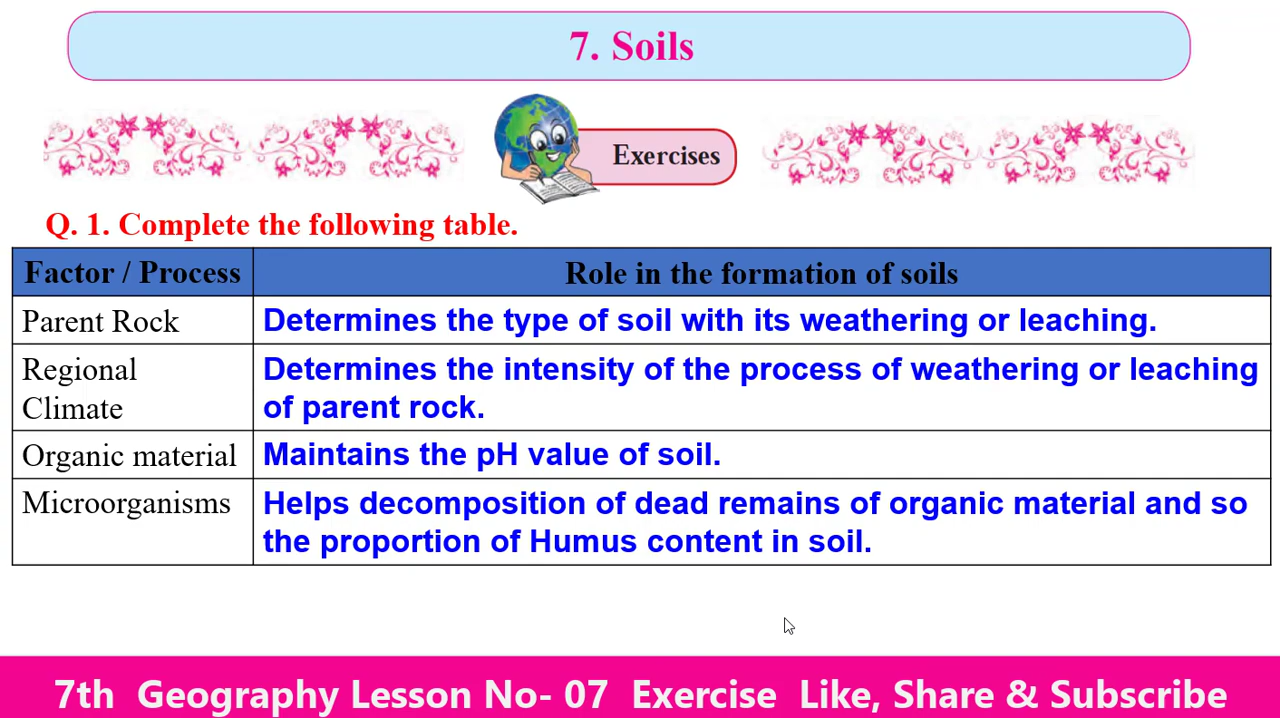 7. Soils
Exercises
Q. 1. Complete the following table.
Factor / Process
Role in the formation of soils
Parent Rock
Determines the type of soil with its weathering or leaching.
Regional
Climate
Determines the intensity of the process of weathering or leaching
of parent rock.
Organic material
Maintains the pH value of soil.
Microorganisms
Helps decomposition of dead remains of organic material and so
the proportion of Humus content in soil.
7th Geography Lesson No- 07 Exercise Like, Share & Subscribe